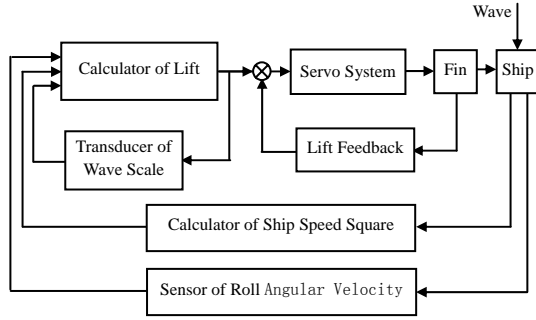 Wave
Calculator of Lift
Servo System
Fin
Ship
Transducer of
Wave Scale
Lift Feedback
Calculator of Ship Speed Square
Sensor of Roll Angular Velocity